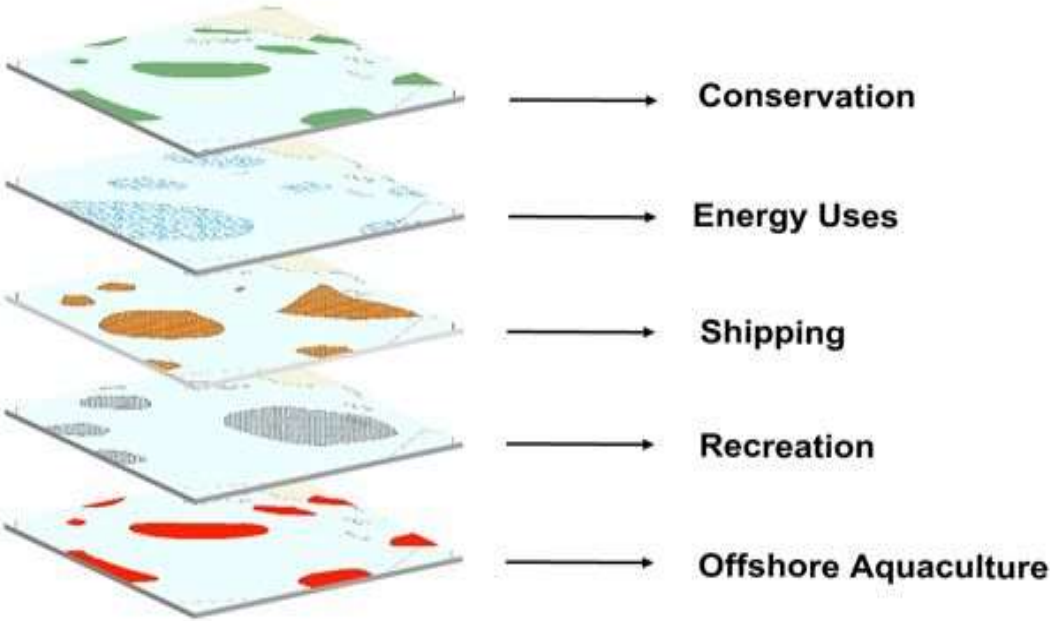 Conservation
Energy Uses
Shipping
Recreation
Offshore Aquaculture